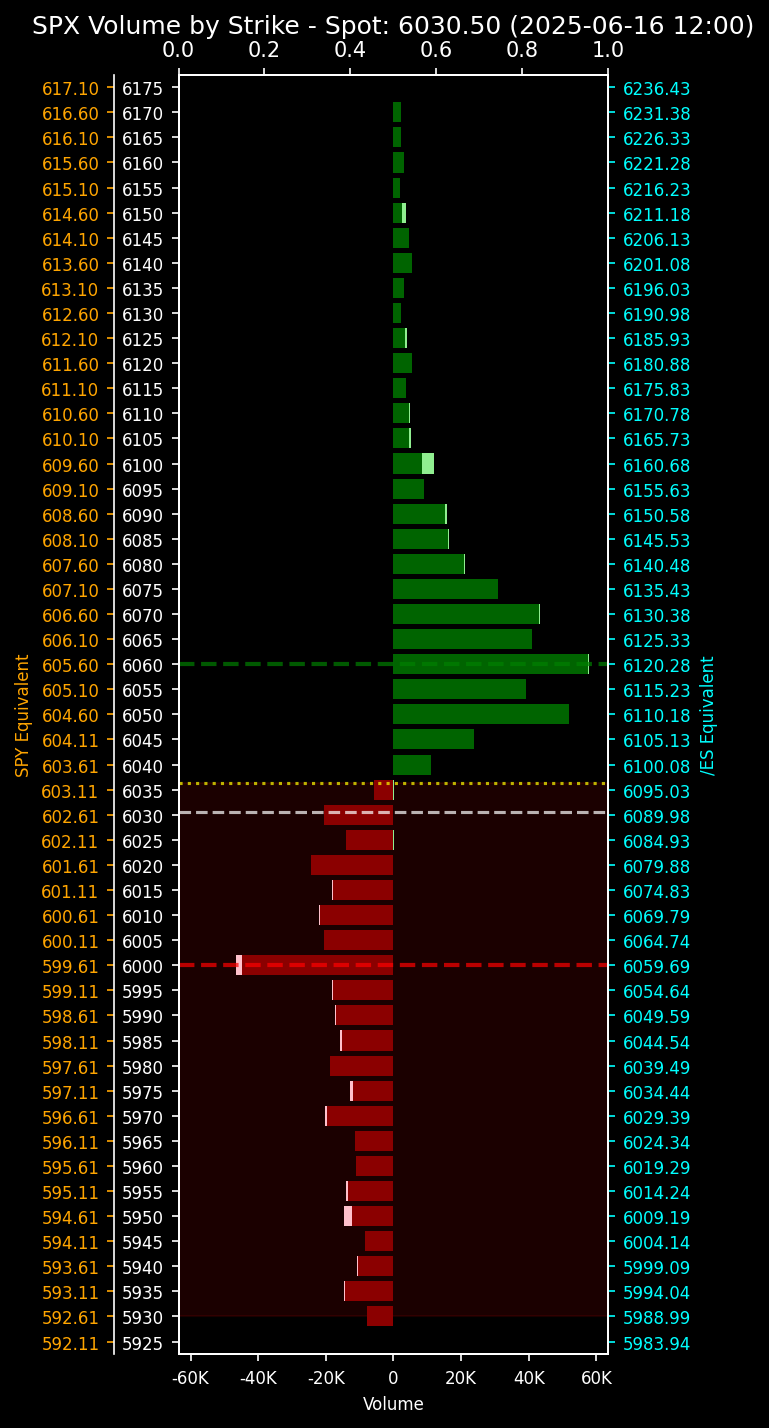 SPX Volume by Strike - Spot: 6030.50 (2025-06-16 12:00)
0.0 0.2 0.4 0.6 0.8 1.0
617.10 6175 6236.43
616.60 6170 6231.38
616.10 6165 6226.33
615.60 6160 6221.28
615.10 6155 6216.23
614.60 6150 6211.18
614.10 6145 6206.13
613.60 6140 6201.08
613.10 6135 6196.03
612.60 6130 6190.98
612.10 6125 6185.93
611.60 6120 6180.88
611.10 6115 6175.83
610.60 6110 6170.78
610.10 6105 6165.73
609.60 6100 6160.68
609.10 6095 6155.63
608.60 6090 6150.58
608.10 6085 6145.53
607.60 6080 6140.48
607.10 6075 6135.43
606.60 6070 6130.38
606.10 6065 6125.33
605.60 6060 6120.28
605.10 6055 6115.23
604.60 6050 6110.18
604.11 6045 6105.13
603.61 6040 6100.08
603.11 6035 6095.03
602.61 6030 6089.98
602.11 6025 6084.93
601.61 6020 6079.88
601.11 6015 6074.83
600.61 6010 6069.79
600.11 6005 6064.74
599.61 6000 6059.69
599.11 5995 6054.64
598.61 5990 6049.59
598.11 5985 6044.54
597.61 5980 6039.49
597.11 5975 6034.44
596.61 5970 6029.39
596.11 5965 6024.34
595.61 5960 6019.29
595.11 5955 6014.24
594.61 5950 6009.19
594.11 5945 6004.14
593.61 5940 5999.09
593.11 5935 5994.04
592.61 5930 5988.99
592.11 5925 5983.94
SPY Equivalent
/ES Equivalent
-60K -40K -20K 0 20K 40K 60K
Volume